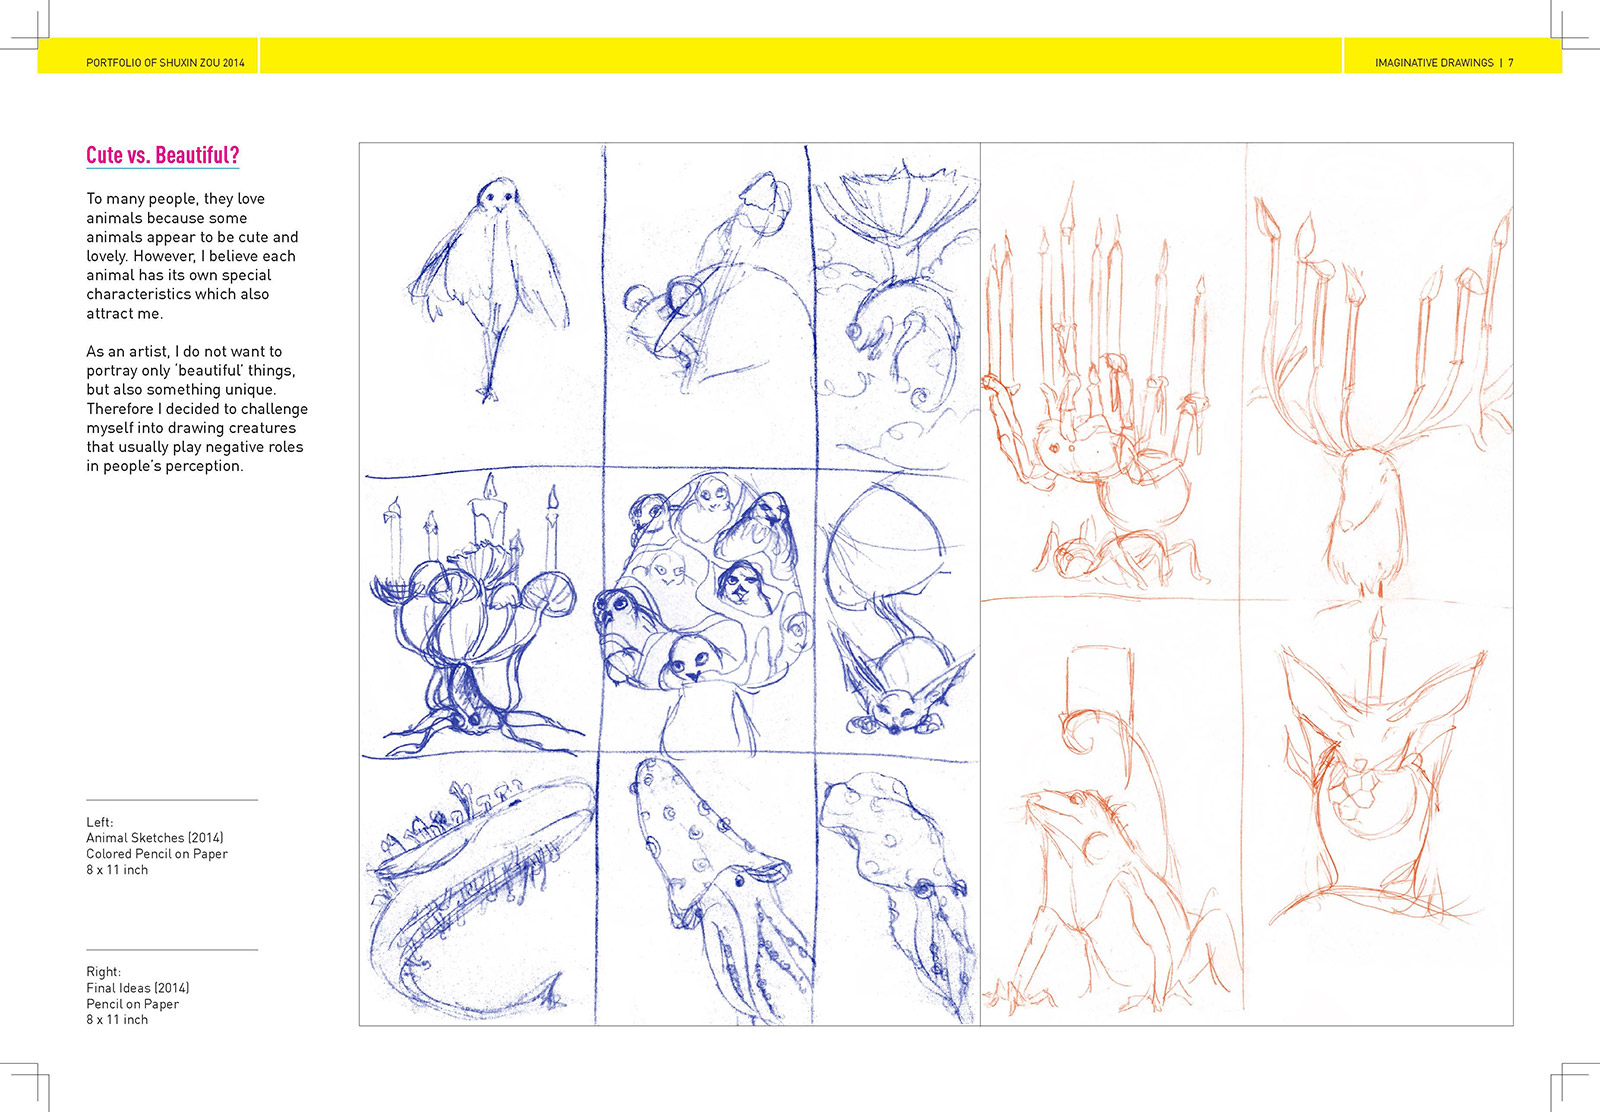 PORTFOLIO OF SHUXIN ZOU 2014
IMAGINATIVE DRAWINGS | 7
Cute vs. Beautiful?
To many people, they love
animals because some
animals appear to be cute and
lovely. However, I believe each
animal has its own special
characteristics which also
attract me.
As an artist, I do not want to
portray only ‘beautiful’ things,
but also something unique.
Therefore I decided to challenge
myself into drawing creatures
that usually play negative roles
in people’s perception.
Left:
Animal Sketches (2014)
Colored Pencil on Paper
8 x 11 inch
Right:
Final Ideas (2014)
Pencil on Paper
8 x 11 inch